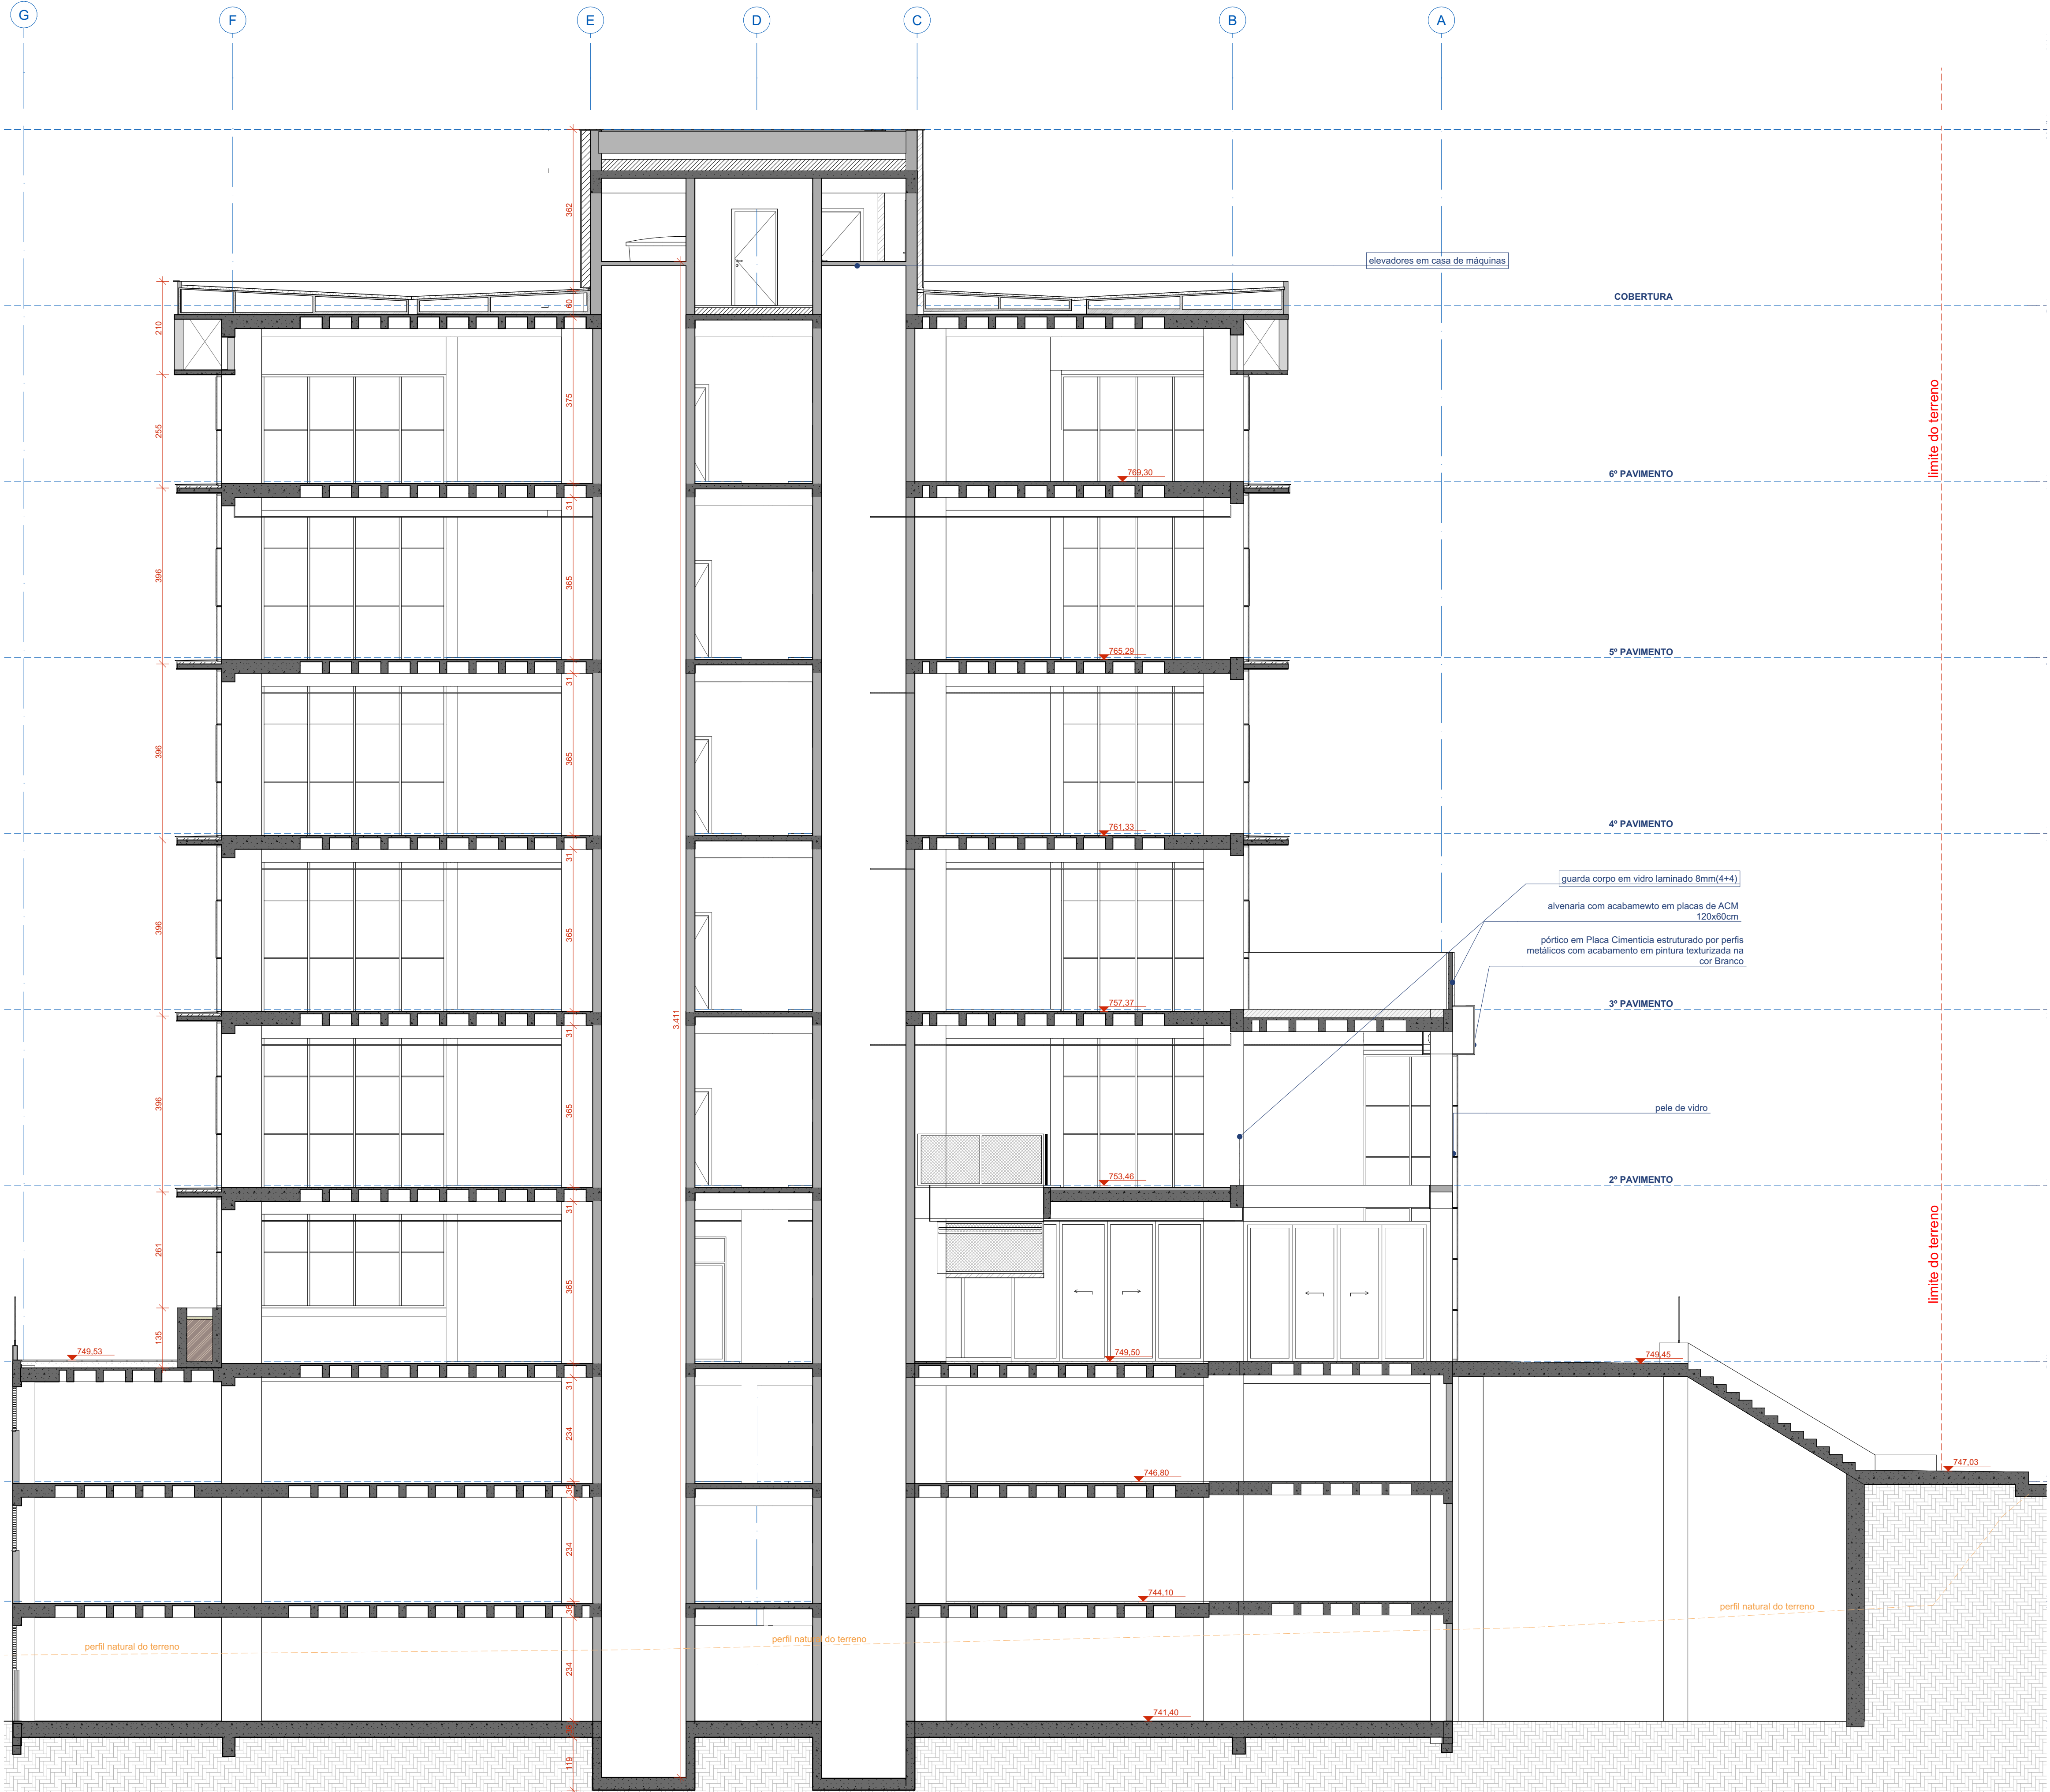 G
F
E
D
C
B
A
362
elevadores em casa de máquinas
COBERTURA
60
210
375
limite do terreno
255
769,30
6º PAVIMENTO
31
396
365
765,29
5º PAVIMENTO
31
396
365
761,33
4º PAVIMENTO
31
guarda corpo em vidro laminado 8mm(4+4)
alvenaria com acabamewto em placas de ACM
120x60cm
396
365
pórtico em Placa Cimenticia estruturado por perfis
metálicos com acabamento em pintura texturizada na
cor Branco
757,37
3º PAVIMENTO
3.411
31
396
365
pele de vidro
753,46
2º PAVIMENTO
31
261
365
limite do terreno
135
749,53
749,50
749,45
31
234
746,80
747,03
36
234
744,10
36
perfil natural do terreno
perfil natural do terreno
perfil natural do terreno
234
741,40
119